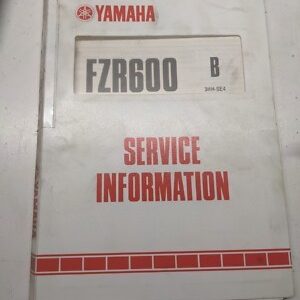 YAMAHA
FZR600 B
3HH-SE4
SERVICE
INFORMATION